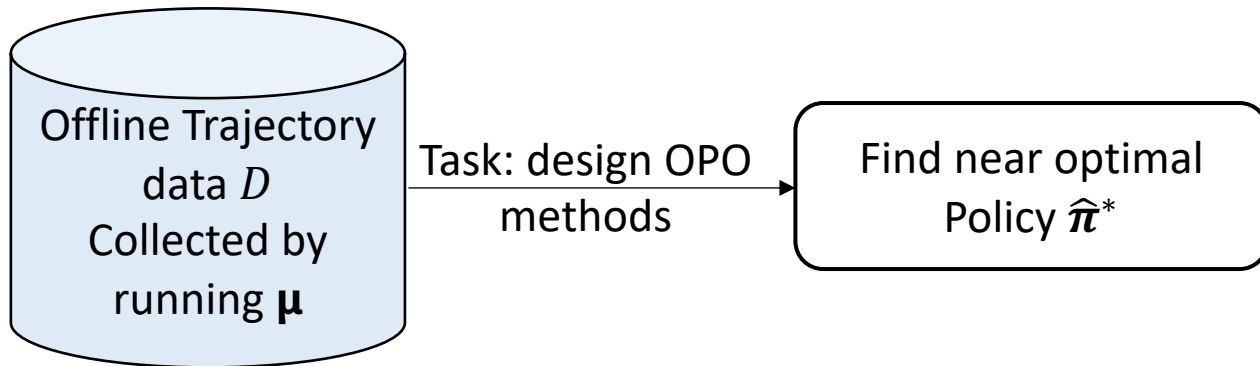 Offline Trajectory
data D
Collected by
running μ
Task: design OPO
methods
Find near optimal
Policy π̂*